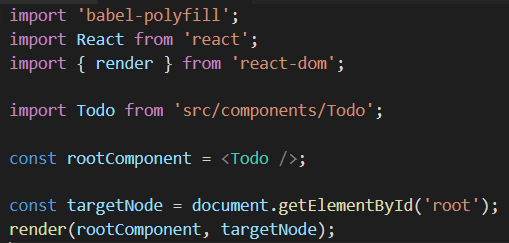 import 'babel-polyfill';
import React from 'react';
import { render } from 'react-dom';
import Todo from 'src/components/Todo';
const rootComponent = <Todo />;
const targetNode = document.getElementById('root');
render(rootComponent, targetNode);